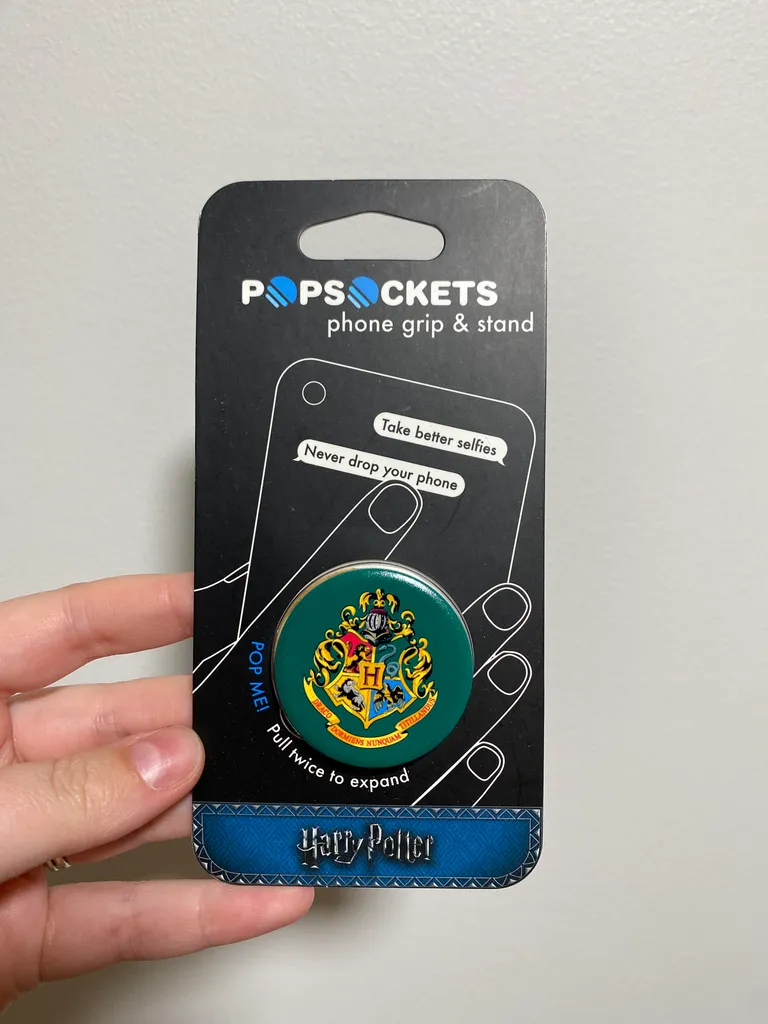 POPSOCKETS
phone grip & stand
Take better selfies
Never drop your phone
H
DRACO DORMIENS NUNQUAM TITILLANDUS
POP ME!
Pull twice to expand
Harry Potter